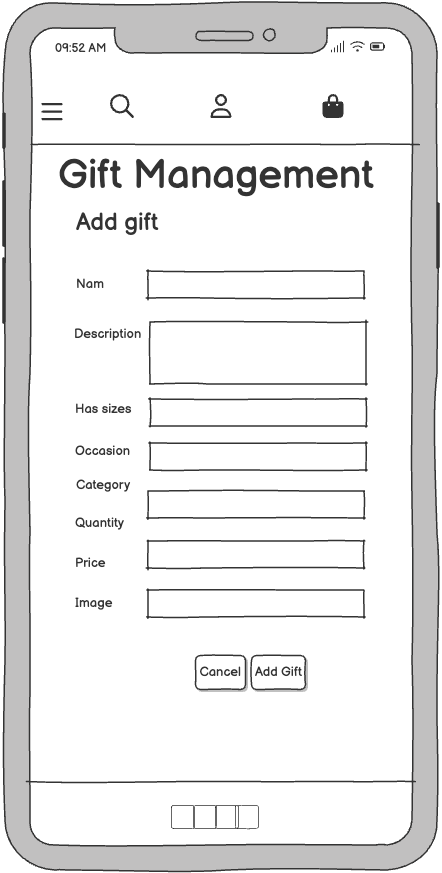 09:52 AM
Gift Management
Add gift
Nam
Description
Has sizes
Occasion
Category
Quantity
Price
Image
Cancel Add Gift